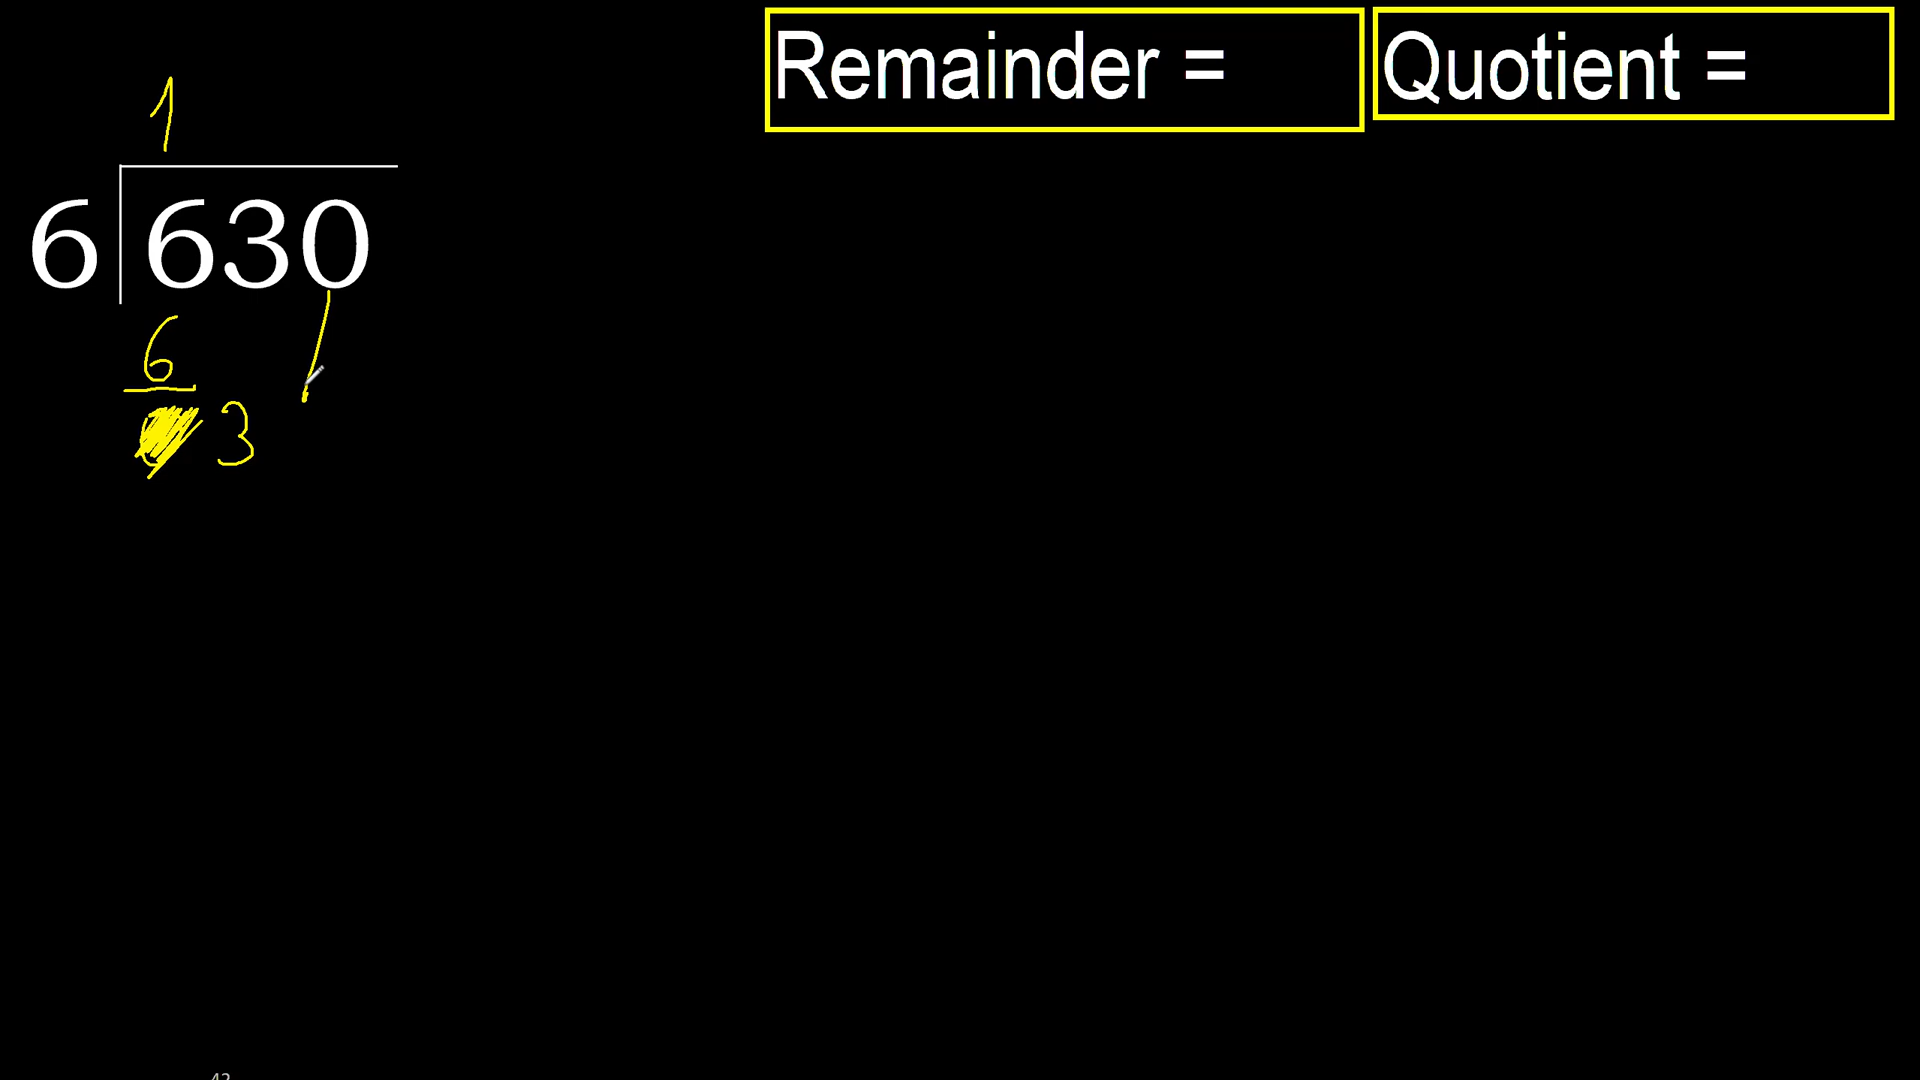 Remainder =
Quotient =
1
6 630
6
3